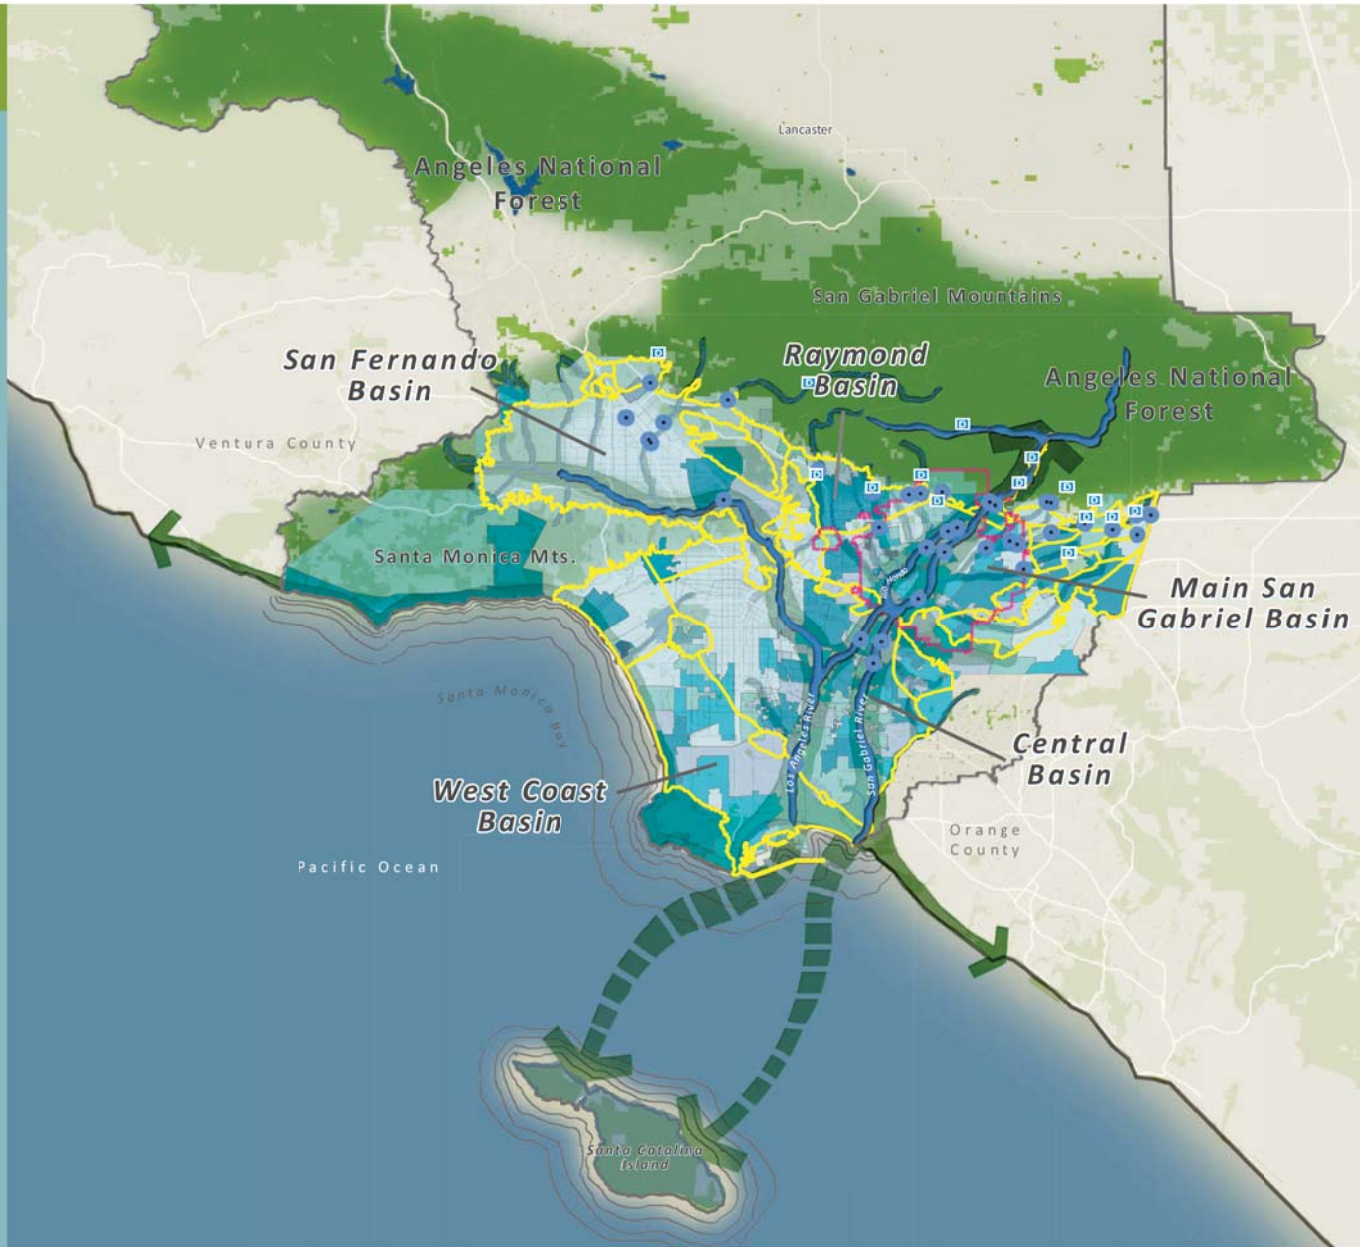 Lancaster
Angeles National
Forest
San Gabriel Mountains
San Fernando
Basin
Raymond
Basin
D
D
Angeles National
Forest
Ventura County
D
D
D
D
D
D
D
D
D
D
D
D
D
Santa Monica Mts.
Rio Hondo
Main San
Gabriel Basin
Santa Monica Bay
Los Angeles River
San Gabriel River
Central
Basin
West Coast
Basin
Orange
County
Pacific Ocean
Santa Catalina
Island